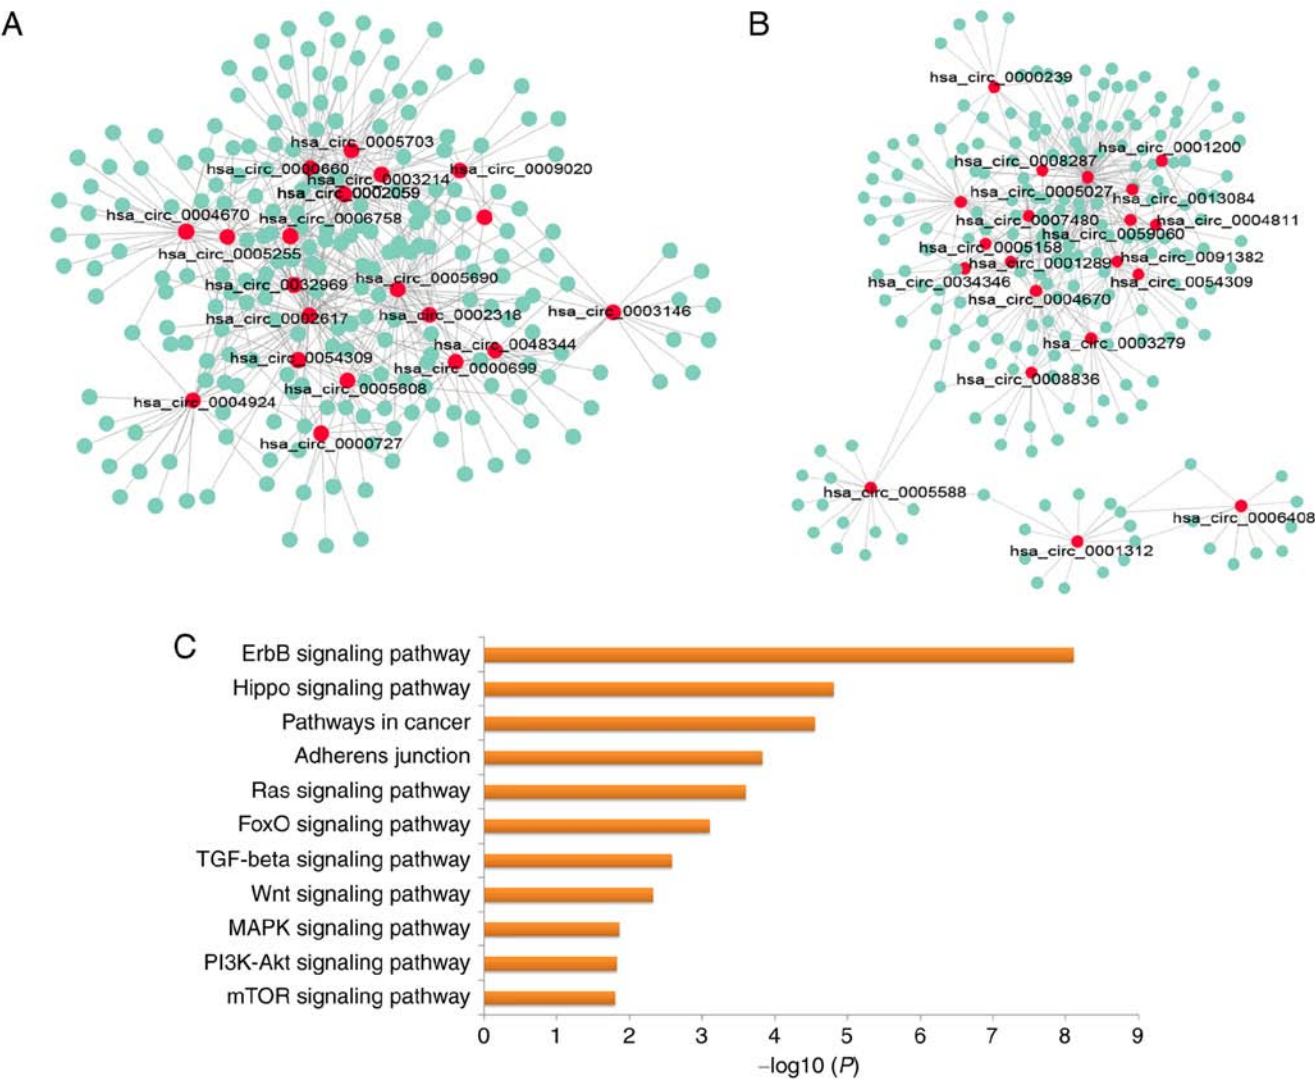 A
hsa_circ_0005703
hsa_circ_0000660
hsa_circ_0009020
hsa_circ_0003214
hsa_circ_0002059
hsa_circ_0004670
hsa_circ_0006758
hsa_circ_0005255
hsa_circ_0005690
hsa_circ_0032969
hsa_circ_0002617
hsa_circ_0002318
hsa_circ_0003146
hsa_circ_0048344
hsa_circ_0054309
hsa_circ_0000699
hsa_circ_0005608
hsa_circ_0004924
hsa_circ_0000727
B
hsa_circ_0000239
hsa_circ_0001200
hsa_circ_0008287
hsa_circ_0005027
hsa_circ_0013084
hsa_circ_0007480
hsa_circ_0004811
hsa_circ_0059060
hsa_circ_0005158
hsa_circ_0091382
hsa_circ_0001289
hsa_circ_0034346
hsa_circ_0054309
hsa_circ_0004670
hsa_circ_0003279
hsa_circ_0008836
hsa_circ_0005588
hsa_circ_0006408
hsa_circ_0001312
C
ErbB signaling pathway
Hippo signaling pathway
Pathways in cancer
Adherens junction
Ras signaling pathway
FoxO signaling pathway
TGF-beta signaling pathway
Wnt signaling pathway
MAPK signaling pathway
PI3K-Akt signaling pathway
mTOR signaling pathway
0 1 2 3 4 5 6 7 8 9
–log10 (P)